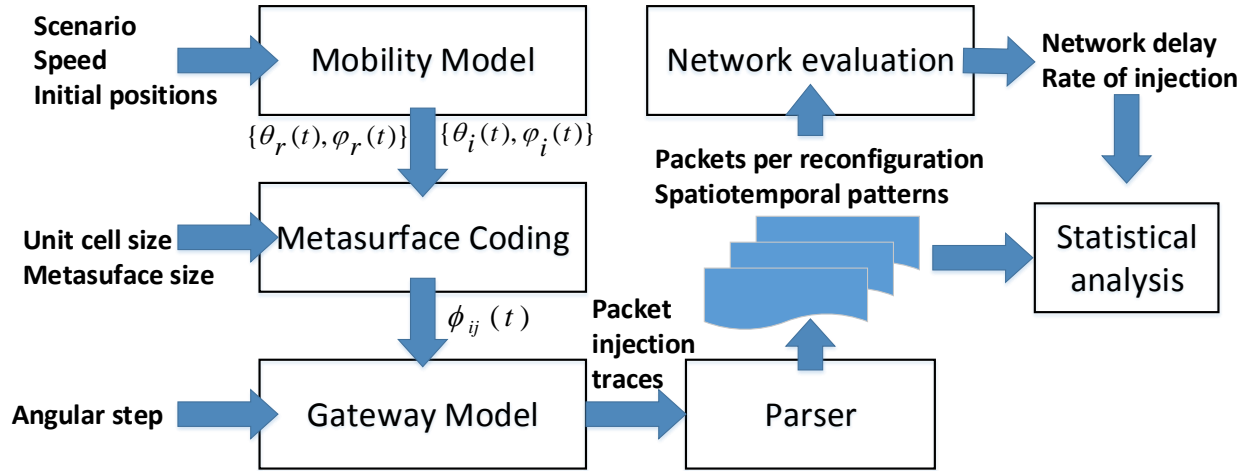 Scenario
Speed
Initial positions
Mobility Model
{θr(t), φr(t)}
{θi(t), φi(t)}
Unit cell size
Metasuface size
Metasurface Coding
ϕij(t)
Angular step
Gateway Model
Packet
injection
traces
Parser
Packets per reconfiguration
Spatiotemporal patterns
Network evaluation
Network delay
Rate of injection
Statistical
analysis